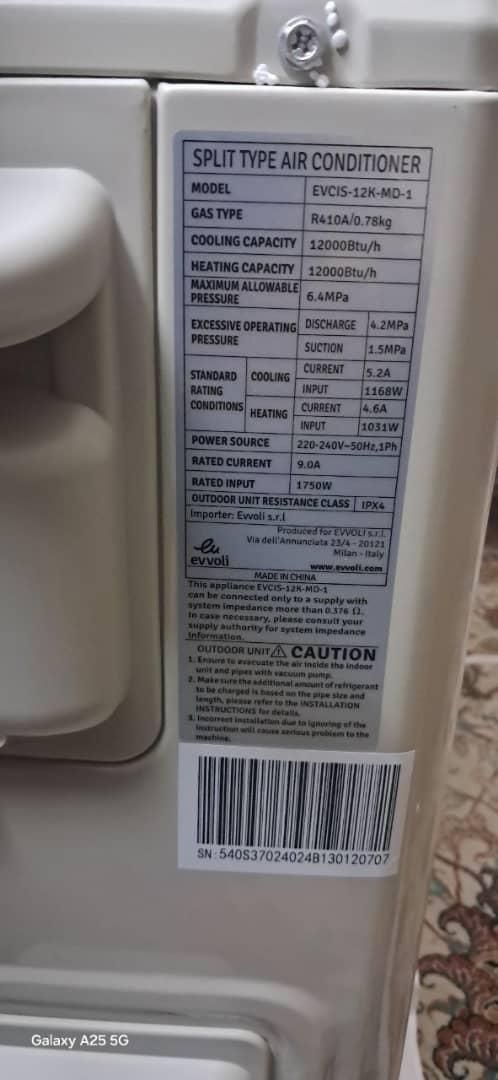 SPLIT TYPE AIR CONDITIONER
MODEL EVCIS-12K-MD-1
GAS TYPE R410A/0.78kg
COOLING CAPACITY 12000Btu/h
HEATING CAPACITY 12000Btu/h
MAXIMUM ALLOWABLE PRESSURE 6.4MPa
EXCESSIVE OPERATING PRESSURE DISCHARGE 4.2MPa
SUCTION 1.5MPa
STANDARD RATING CONDITIONS COOLING CURRENT 5.2A
INPUT 1168W
HEATING CURRENT 4.6A
INPUT 1031W
POWER SOURCE 220-240V~50Hz,1Ph
RATED CURRENT 9.0A
RATED INPUT 1750W
OUTDOOR UNIT RESISTANCE CLASS IPX4
Importer: Evvoli s.r.l
Produced for EVVOLI s.r.l.
Via dell'Annunciata 23/4 - 20121
Milan - Italy
evvoli
www.evvoli.com
MADE IN CHINA
This appliance EVCIS-12K-MD-1
can be connected only to a supply with
system impedance more than 0.376 Ω.
In case necessary, please consult your
supply authority for system impedance
information.
OUTDOOR UNIT CAUTION
1. Ensure to evacuate the air inside the indoor
unit and pipes with vacuum pump.
2. Make sure the additional amount of refrigerant
to be charged is based on the pipe size and
length, please refer to the INSTALLATION
INSTRUCTIONS for details.
3. Incorrect installation due to ignoring of the
instruction will cause serious problem to the
machine.
SN:540S37024024B130120707
Galaxy A25 5G